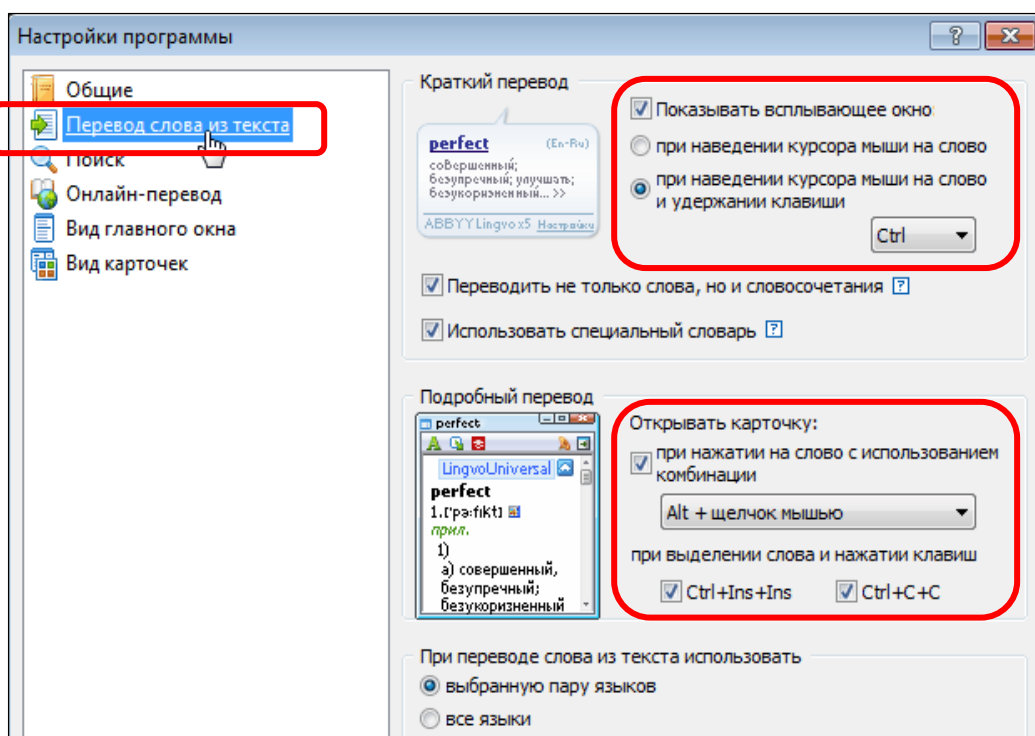 Настройки программы
Общие
Перевод слова из текста
Поиск
Онлайн-перевод
Вид главного окна
Вид карточек
Краткий перевод
perfect (En-Ru)
совершенный;
безупречный; улучшать;
безукоризненный... >>
ABBYY Lingvo x5 Настройки
Показывать всплывающее окно
при наведении курсора мыши на слово
при наведении курсора мыши на слово
и удержании клавиши
Ctrl
Переводить не только слова, но и словосочетания ?
Использовать специальный словарь ?
Подробный перевод
perfect
LingvoUniversal
perfect
1.['pə:fıkt]
прил.
1)
а) совершенный,
безупречный;
безукоризненный
Открывать карточку:
при нажатии на слово с использованием
комбинации
Alt + щелчок мышью
при выделении слова и нажатии клавиш
Ctrl+Ins+Ins Ctrl+C+C
При переводе слова из текста использовать
выбранную пару языков
все языки